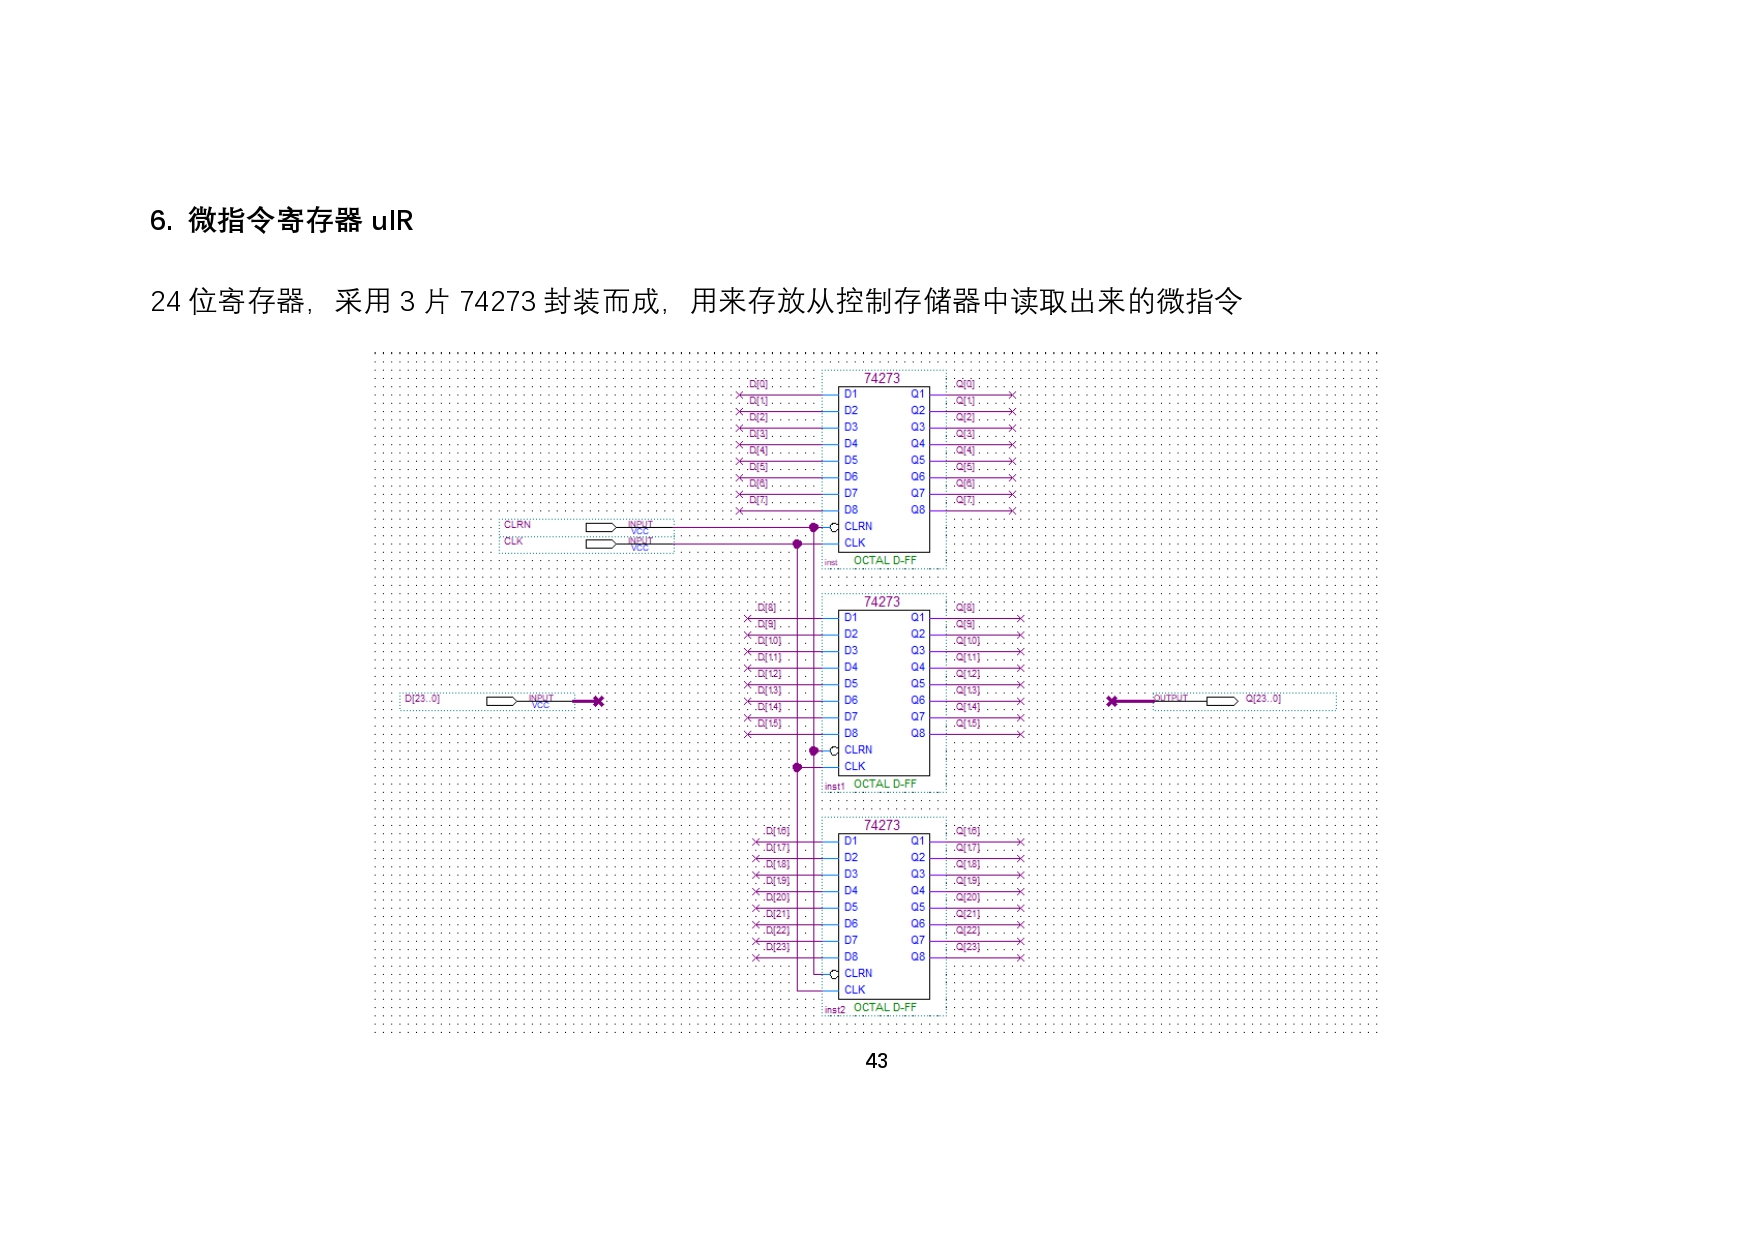 6. 微指令寄存器 uIR
24 位寄存器，采用 3 片 74273 封装而成，用来存放从控制存储器中读取出来的微指令
74273
D[0] Q[0]
D1 Q1
D[1] Q[1]
D2 Q2
D[2] Q[2]
D3 Q3
D[3] Q[3]
D4 Q4
D[4] Q[4]
D5 Q5
D[5] Q[5]
D6 Q6
D[6] Q[6]
D7 Q7
D[7] Q[7]
D8 Q8
CLRN INPUT VCC CLRN
CLK INPUT VCC CLK
inst OCTAL D-FF
74273
D[8] Q[8]
D1 Q1
D[9] Q[9]
D2 Q2
D[10] Q[10]
D3 Q3
D[11] Q[11]
D4 Q4
D[12] Q[12]
D5 Q5
D[13] Q[13]
D[23..0] INPUT VCC D6 Q6 OUTPUT Q[23..0]
D[14] Q[14]
D7 Q7
D[15] Q[15]
D8 Q8
CLRN
CLK
inst1 OCTAL D-FF
74273
D[16] Q[16]
D1 Q1
D[17] Q[17]
D2 Q2
D[18] Q[18]
D3 Q3
D[19] Q[19]
D4 Q4
D[20] Q[20]
D5 Q5
D[21] Q[21]
D6 Q6
D[22] Q[22]
D7 Q7
D[23] Q[23]
D8 Q8
CLRN
CLK
inst2 OCTAL D-FF
43